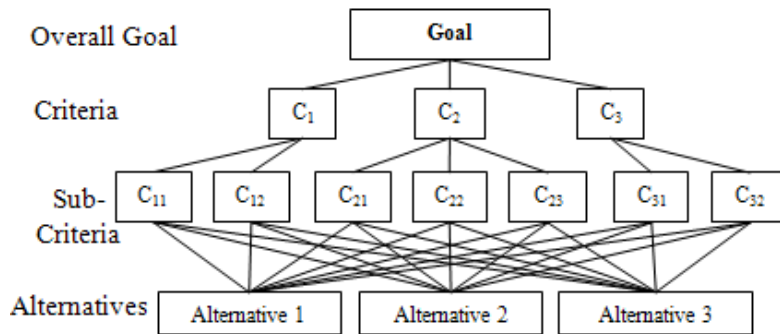 Overall Goal
Goal
Criteria
C₁
C₂
C₃
Sub-
Criteria
C₁₁
C₁₂
C₂₁
C₂₂
C₂₃
C₃₁
C₃₂
Alternatives
Alternative 1
Alternative 2
Alternative 3